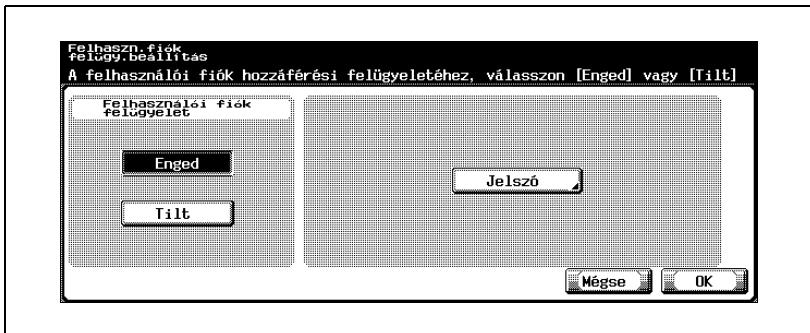 Felhaszn.fiók
felügy.beállítás
A felhasználói fiók hozzáférési felügyeletéhez, válasszon [Enged] vagy [Tilt]
Felhasználói fiók
felügyelet
Enged
Tilt
Jelszó
Mégse
OK